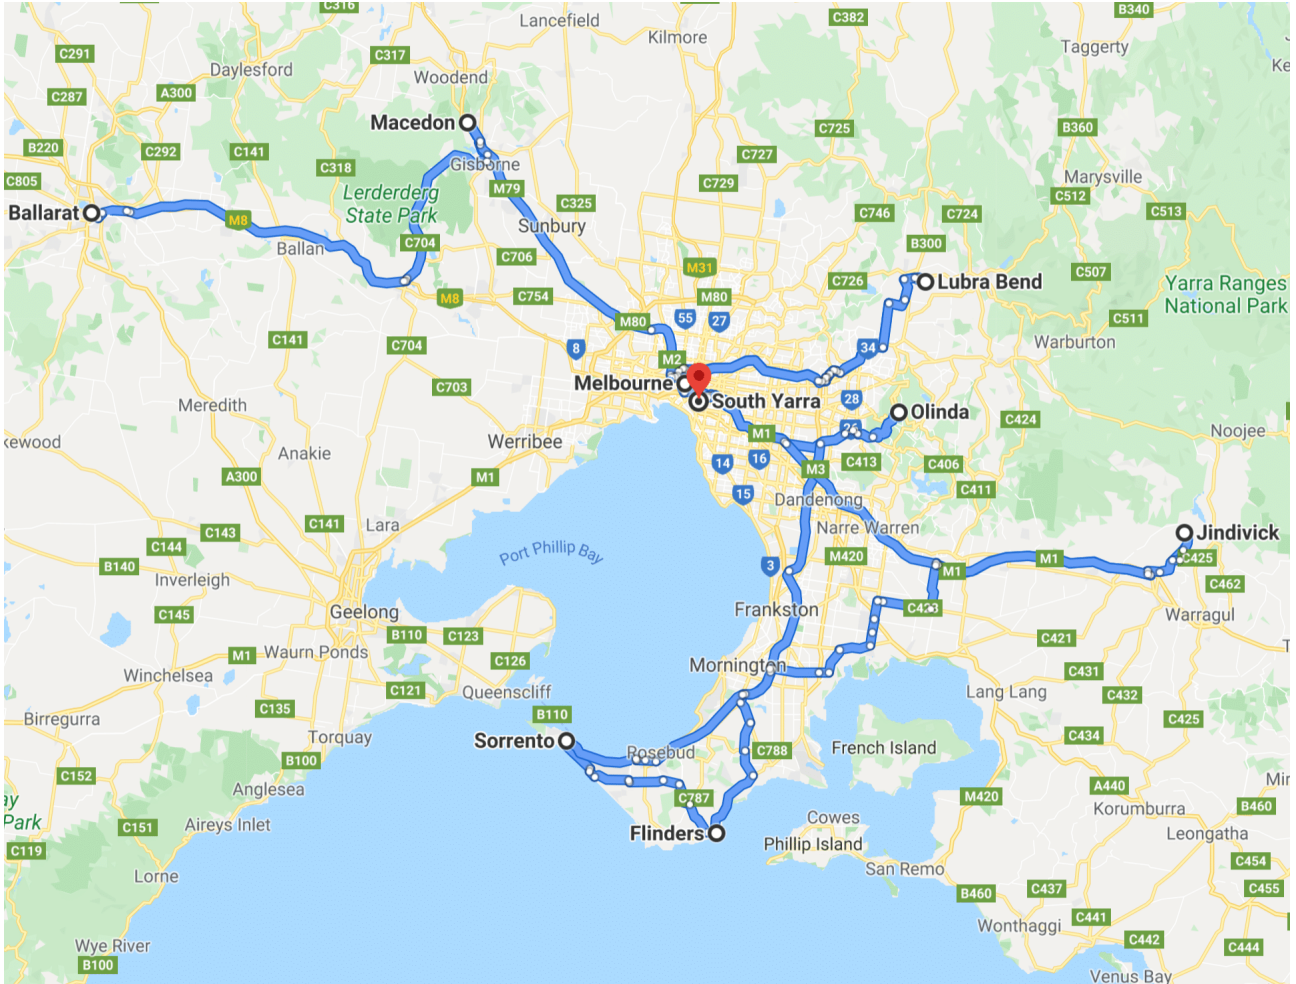 C316
Lancefield
C382
B340
Kilmore
Taggerty
C291
C317
Daylesford
Woodend
Ke
C287
A300
Macedon
C725
B360
B220
C292
C141
Gisborne
C727
C318
C805
M79
C729
Marysville
Lerderderg
State Park
C512
C325
Ballarat
M8
C746
C724
C513
Sunbury
Ballan
C704
B300
C706
M31
C507
C726
Lubra Bend
Yarra Ranges
National Park
M8
C754
M80
M80
55
27
C511
C141
C704
8
34
Warburton
M2
Melbourne
C703
South Yarra
28
Meredith
Olinda
C424
M1
26
kewood
Werribee
Noojee
Anakie
14
16
M3
C413
C406
A300
M1
15
C411
Dandenong
C141
Lara
Narre Warren
C143
Jindivick
C144
Port Phillip Bay
M420
M1
C425
B140
3
M1
Inverleigh
C462
Geelong
Frankston
C423
C145
Warragul
B110
C123
C421
M1
Waurn Ponds
C126
Mornington
C431
Winchelsea
C121
Queenscliff
Lang Lang
C432
C135
B110
C425
Birregurra
Torquay
Sorrento
C434
French Island
Rosebud
C788
B100
C152
Anglesea
A440
Mir
C787
M420
ay
Park
Korumburra
B460
C151
Aireys Inlet
Cowes
Flinders
Leongatha
Phillip Island
C119
C454
San Remo
Lorne
C437
C455
B460
C441
Wonthaggi
C442
C444
Wye River
B100
Venus Bay